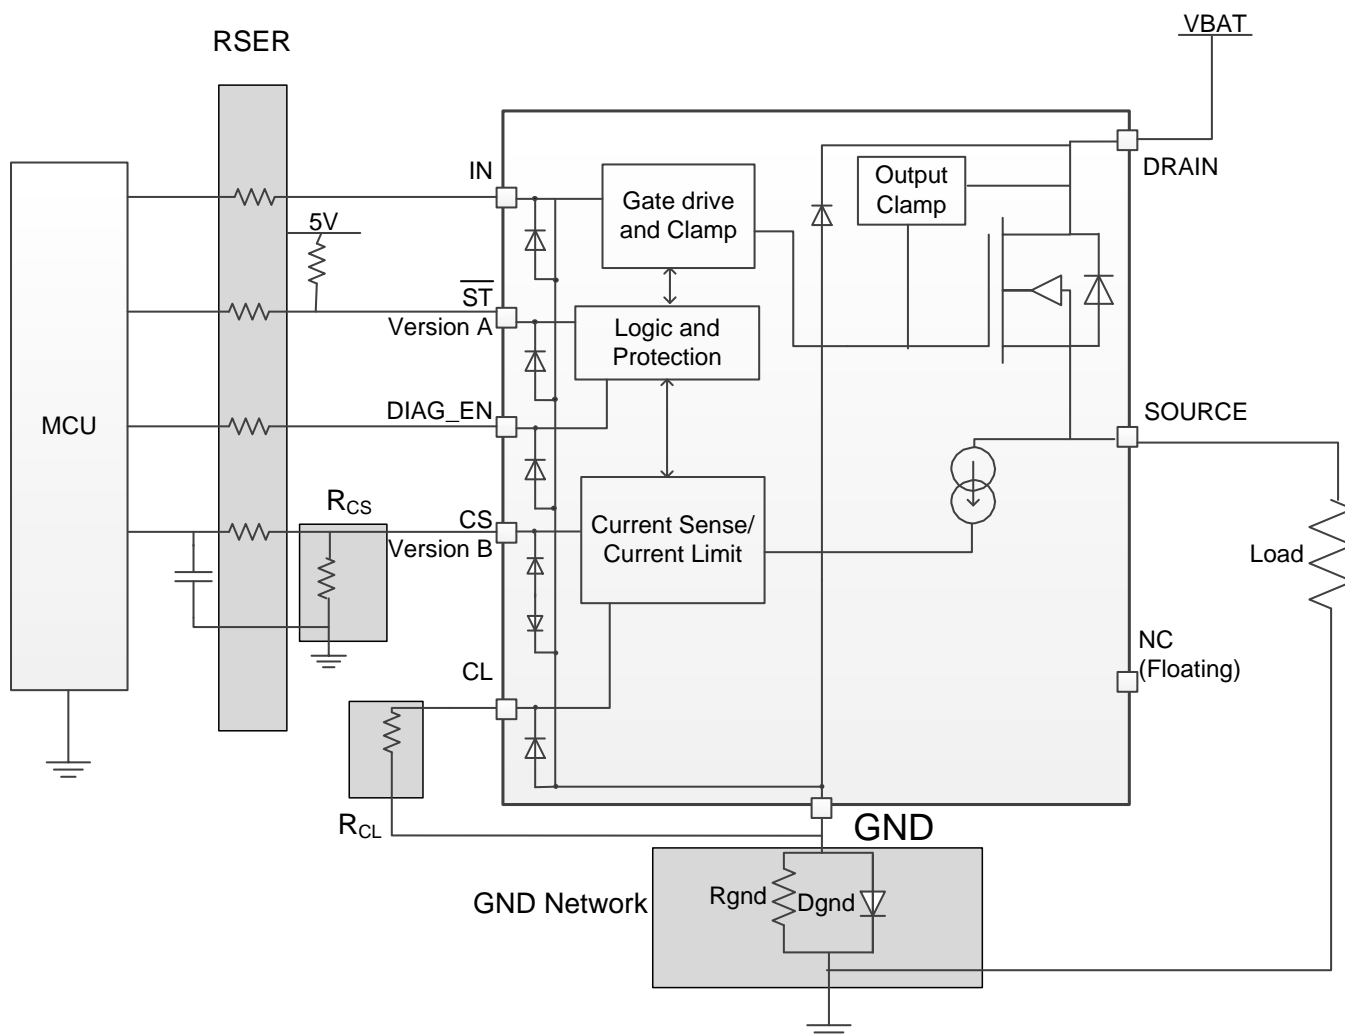 RSER
VBAT
IN
DRAIN
Gate drive
and Clamp
Output
Clamp
5V
ST
Version A
Logic and
Protection
MCU
DIAG_EN
SOURCE
RCS
CS
Version B
Current Sense/
Current Limit
Load
NC
(Floating)
CL
RCL
GND
GND Network
Rgnd
Dgnd